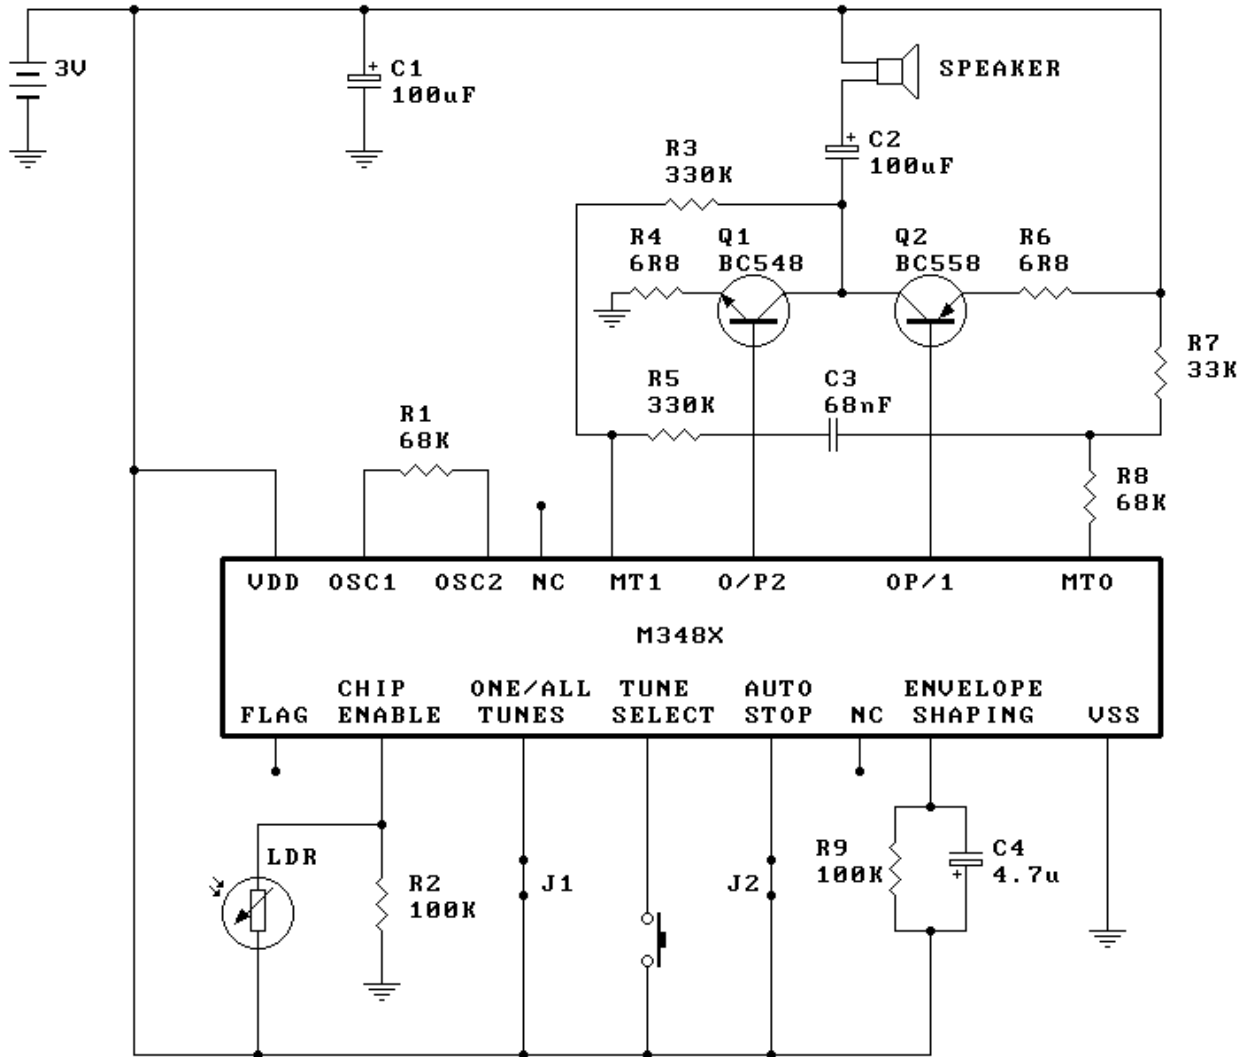 3V
C1
100uF
SPEAKER
C2
100uF
R3
330K
R4
6R8
Q1
BC548
Q2
BC558
R6
6R8
R7
33K
R5
330K
C3
68nF
R1
68K
R8
68K
VDD OSC1 OSC2 NC MT1 O/P2 OP/1 MTO
M348X
FLAG
CHIP
ENABLE
ONE/ALL
TUNES
TUNE
SELECT
AUTO
STOP
NC
ENVELOPE
SHAPING
VSS
LDR
R2
100K
J1
J2
R9
100K
C4
4.7u